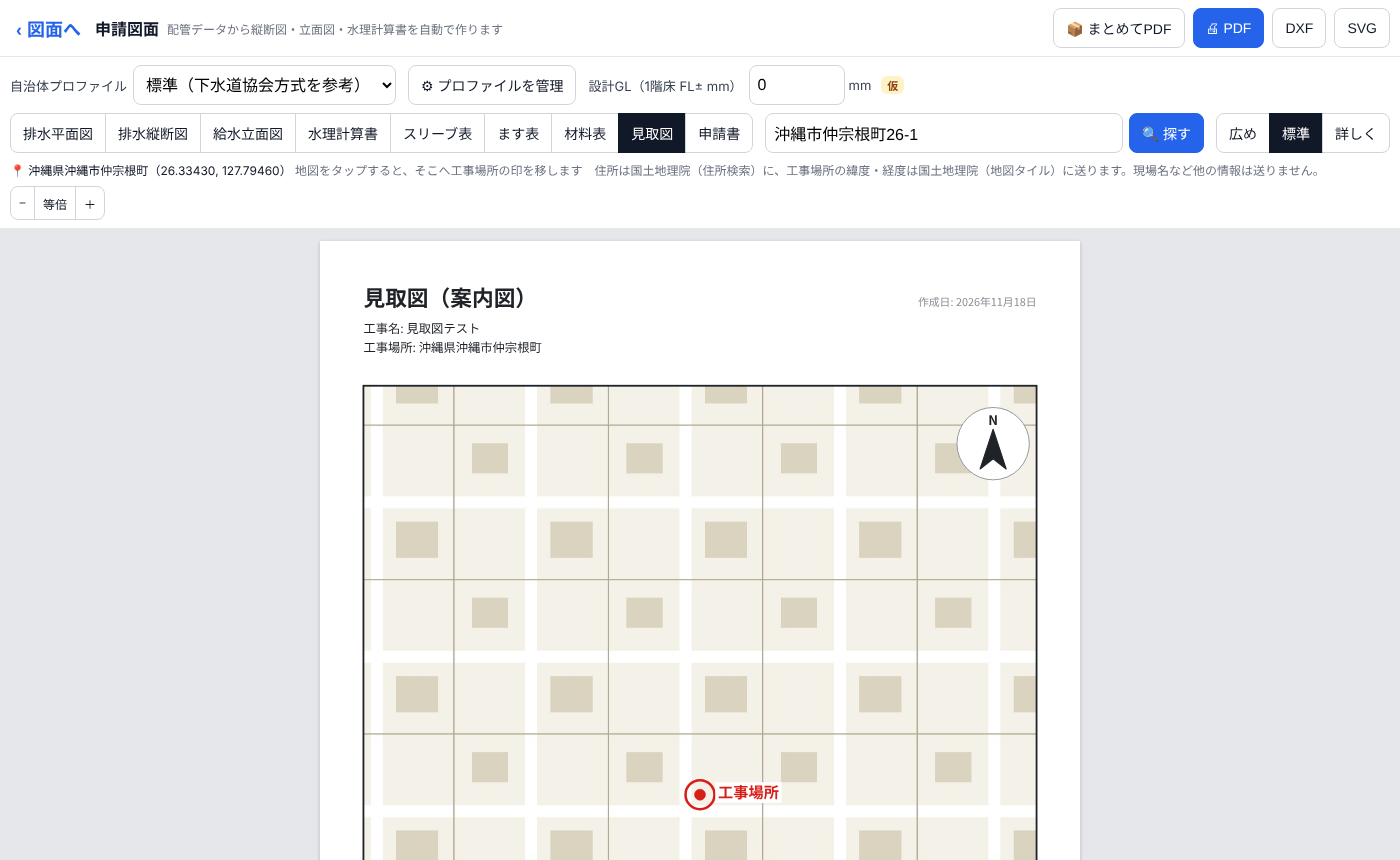 ‹ 図面へ 申請図面 配管データから縦断図・立面図・水理計算書を自動で作ります 📦 まとめてPDF 🖨 PDF DXF SVG
自治体プロファイル 標準（下水道協会方式を参考） ⚙ プロファイルを管理 設計GL（1階床 FL± mm） 0 mm 仮
排水平面図 排水縦断図 給水立面図 水理計算書 スリーブ表 ます表 材料表 見取図 申請書 沖縄市仲宗根町26-1 🔍 探す 広め 標準 詳しく
📍 沖縄県沖縄市仲宗根町（26.33430, 127.79460） 地図をタップすると、そこへ工事場所の印を移します 住所は国土地理院（住所検索）に、工事場所の緯度・経度は国土地理院（地図タイル）に送ります。現場名など他の情報は送りません。
− 等倍 ＋
見取図（案内図） 作成日: 2026年11月18日
工事名: 見取図テスト
工事場所: 沖縄県沖縄市仲宗根町
N
工事場所